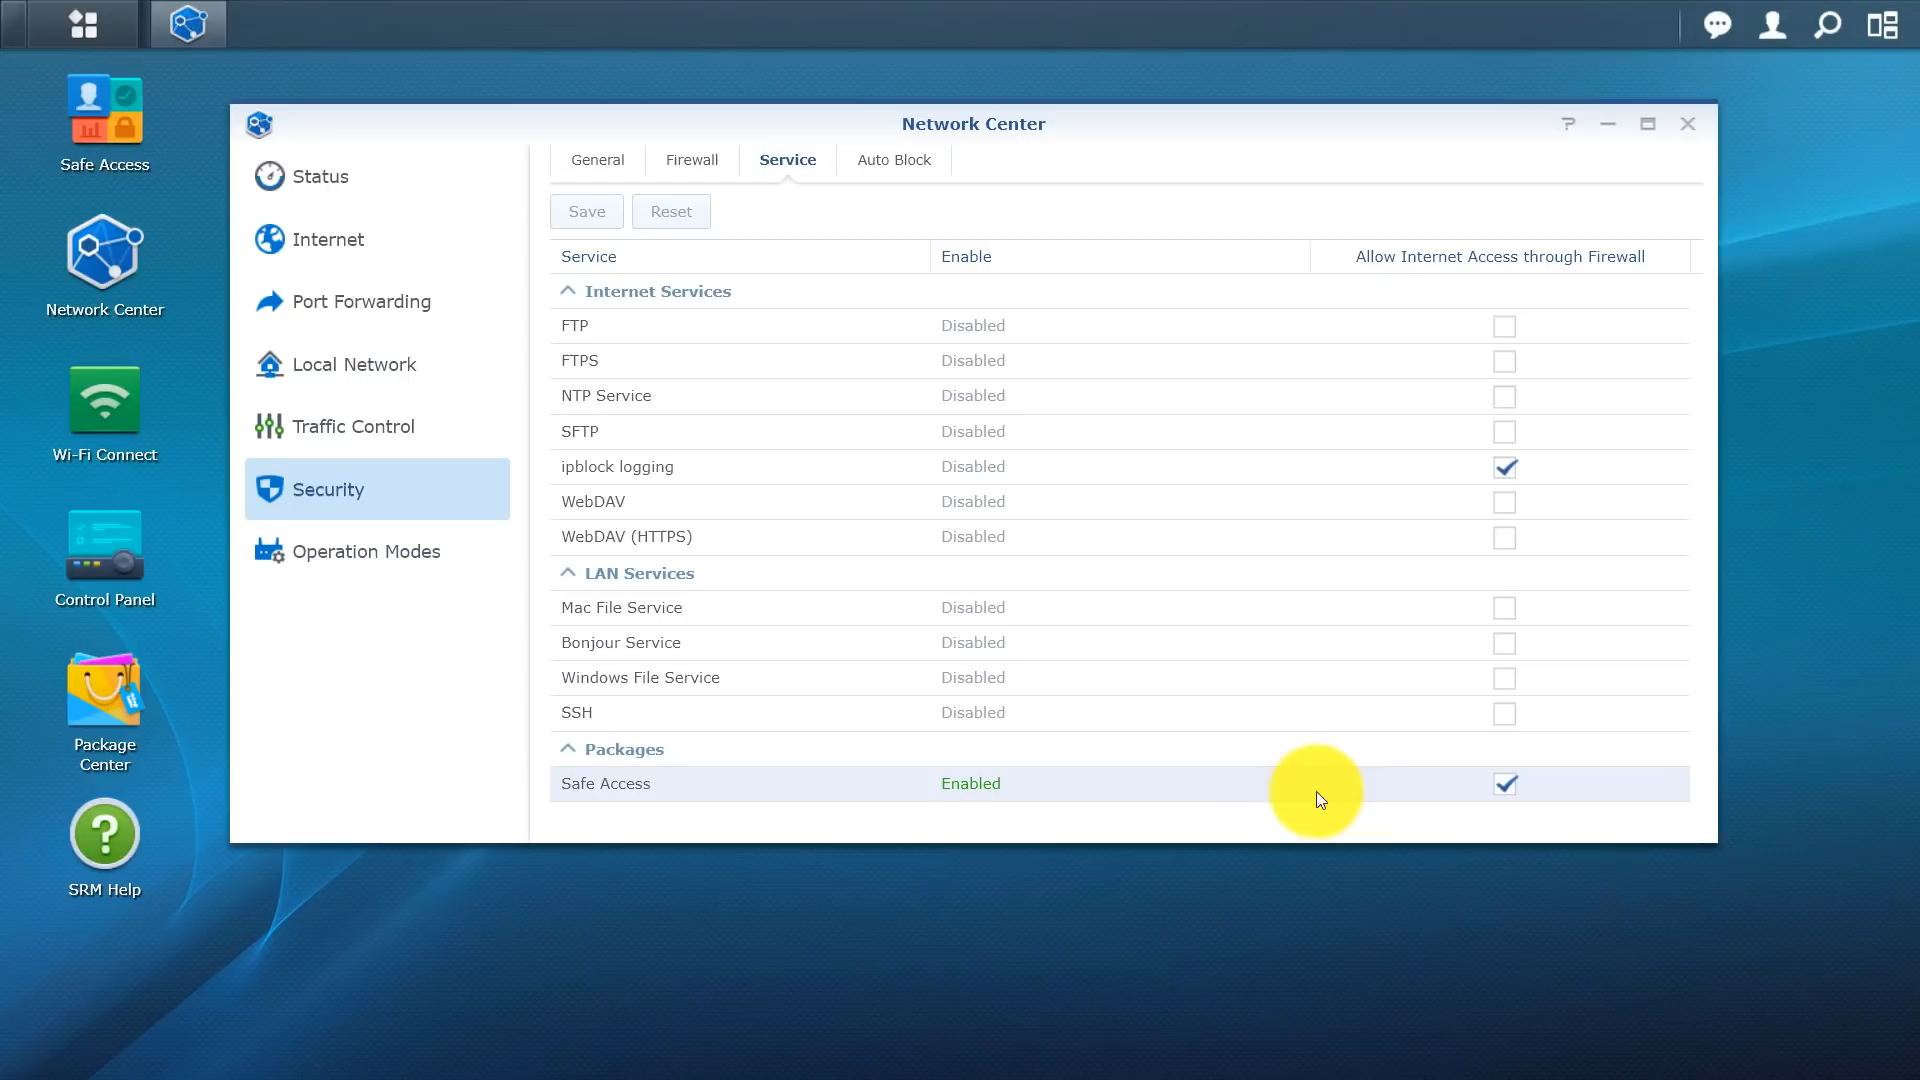 Safe Access
Network Center
Wi-Fi Connect
Control Panel
Package
Center
SRM Help
Network Center
Status
Internet
Port Forwarding
Local Network
Traffic Control
Security
Operation Modes
General Firewall Service Auto Block
Save Reset
Service Enable Allow Internet Access through Firewall
Internet Services
FTP Disabled
FTPS Disabled
NTP Service Disabled
SFTP Disabled
ipblock logging Disabled
WebDAV Disabled
WebDAV (HTTPS) Disabled
LAN Services
Mac File Service Disabled
Bonjour Service Disabled
Windows File Service Disabled
SSH Disabled
Packages
Safe Access Enabled